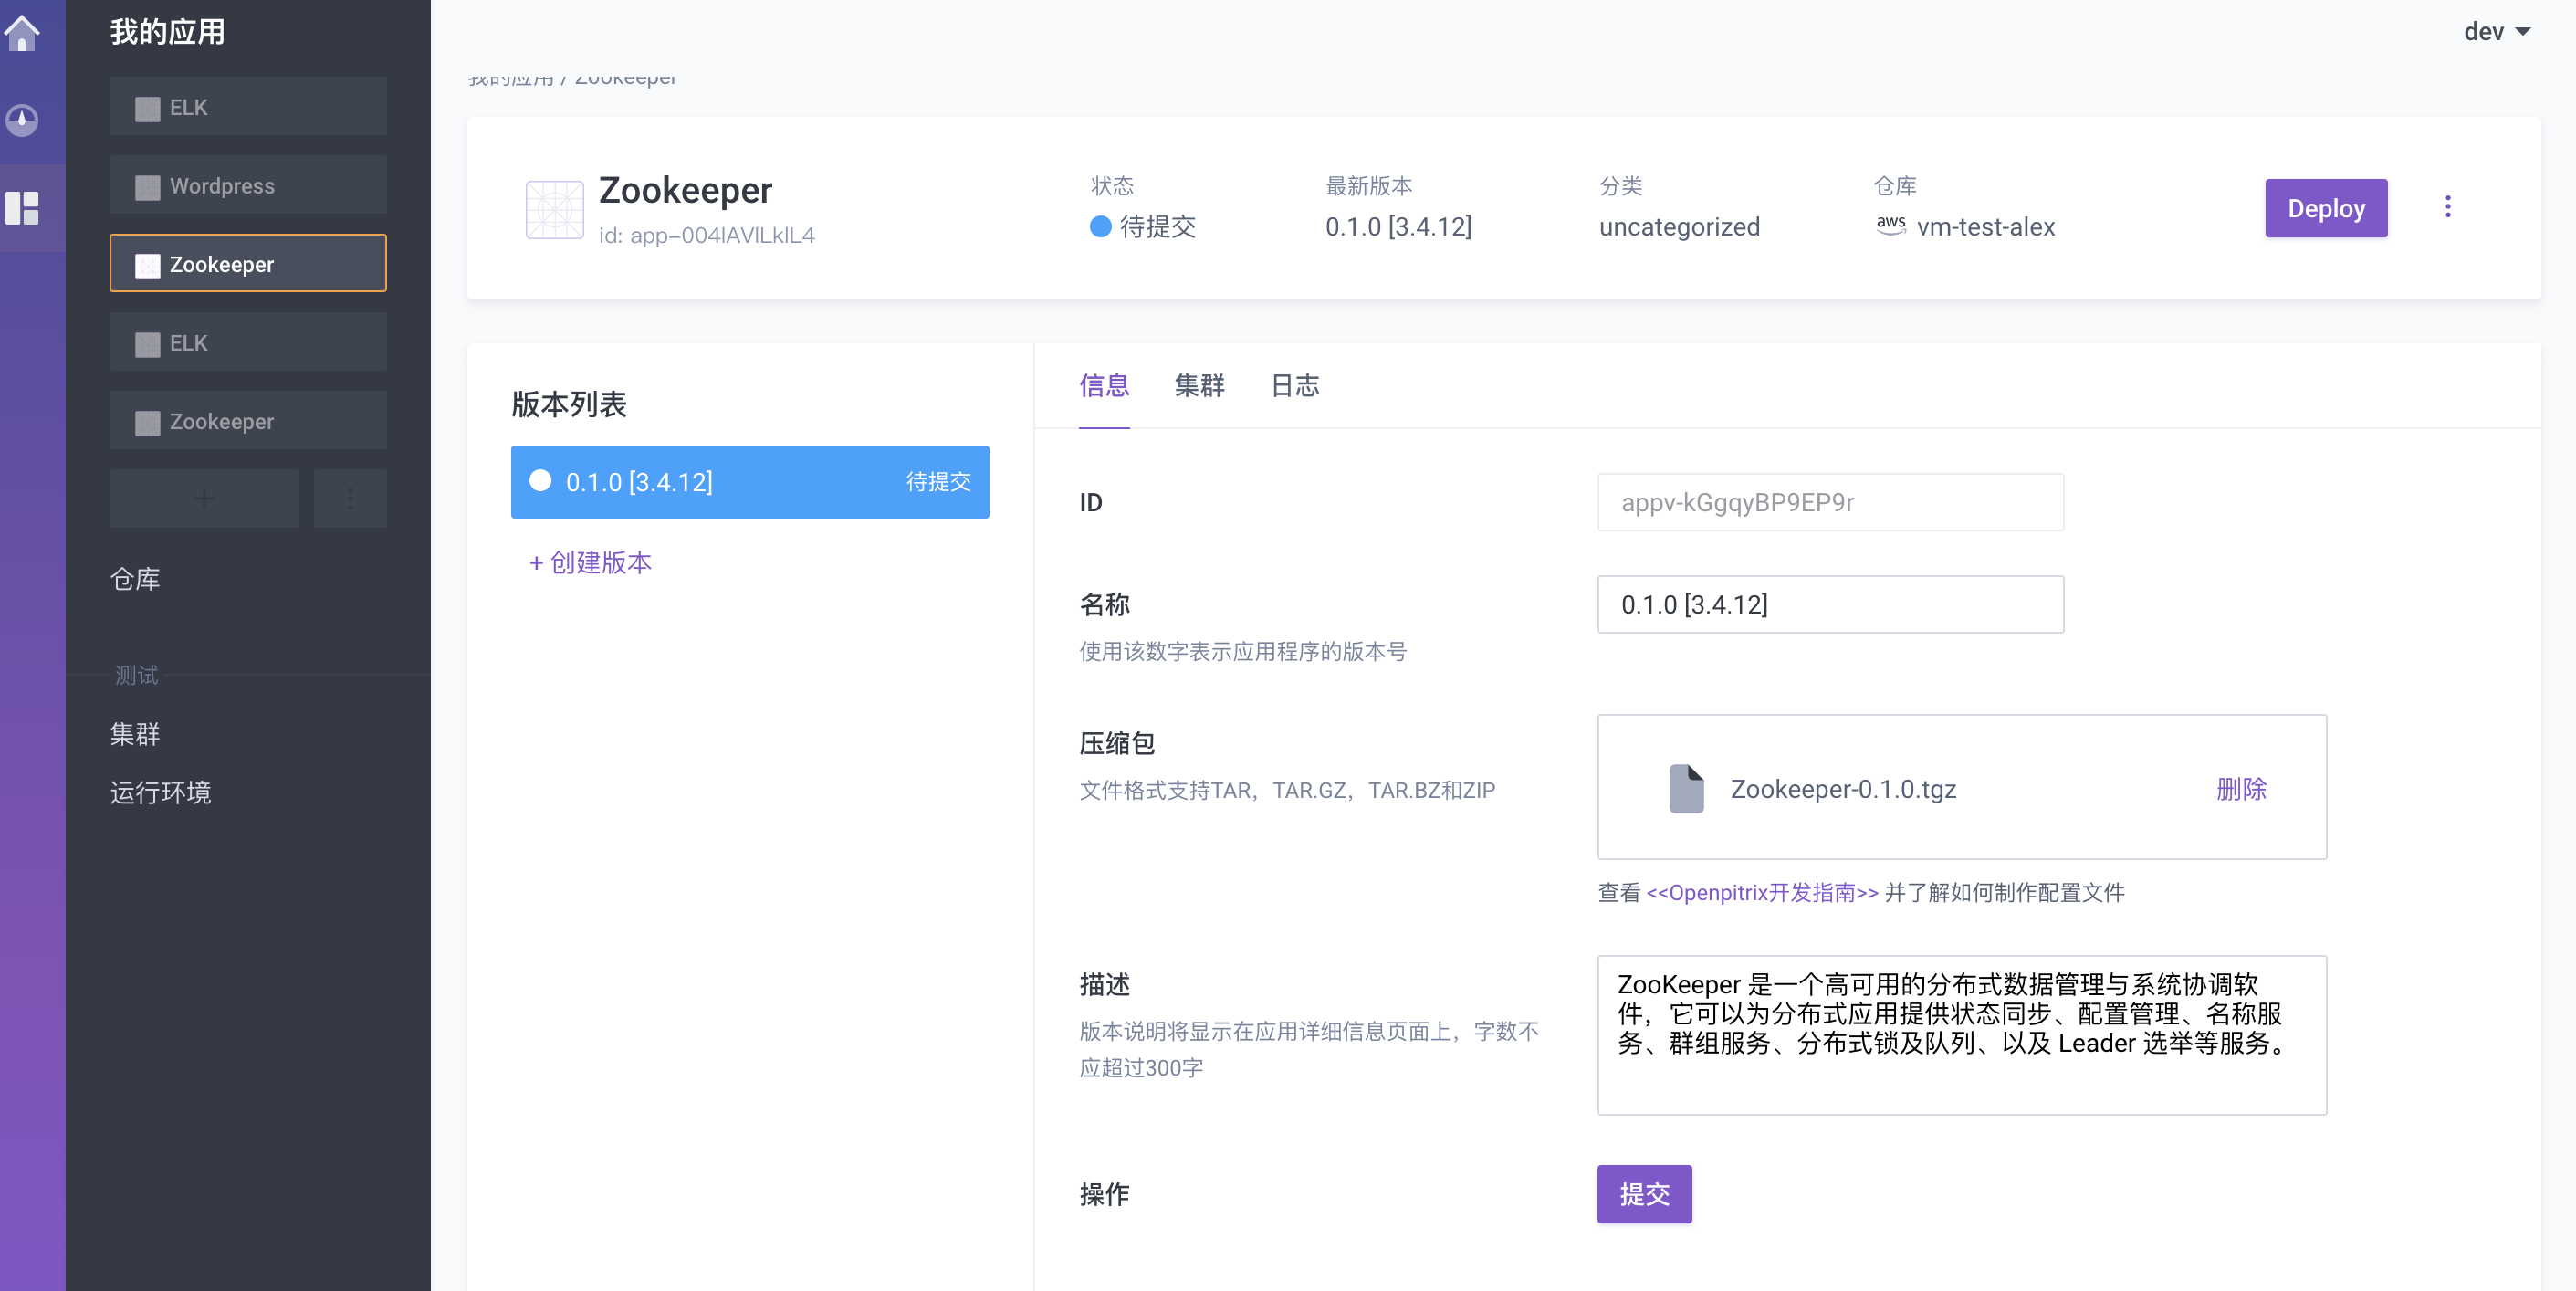 我的应用
ELK
Wordpress
Zookeeper
ELK
Zookeeper
+
仓库
测试
集群
运行环境
dev
我的应用 / Zookeeper
Zookeeper
id: app-004lAVlLklL4
状态
待提交
最新版本
0.1.0 [3.4.12]
分类
uncategorized
仓库
aws vm-test-alex
Deploy
版本列表
0.1.0 [3.4.12] 待提交
+ 创建版本
信息 集群 日志
ID
appv-kGgqyBP9EP9r
名称
0.1.0 [3.4.12]
使用该数字表示应用程序的版本号
压缩包
文件格式支持TAR，TAR.GZ，TAR.BZ和ZIP
Zookeeper-0.1.0.tgz
删除
查看 <<Openpitrix开发指南>> 并了解如何制作配置文件
描述
版本说明将显示在应用详细信息页面上，字数不
应超过300字
ZooKeeper 是一个高可用的分布式数据管理与系统协调软
件，它可以为分布式应用提供状态同步、配置管理、名称服
务、群组服务、分布式锁及队列、以及 Leader 选举等服务。
操作
提交